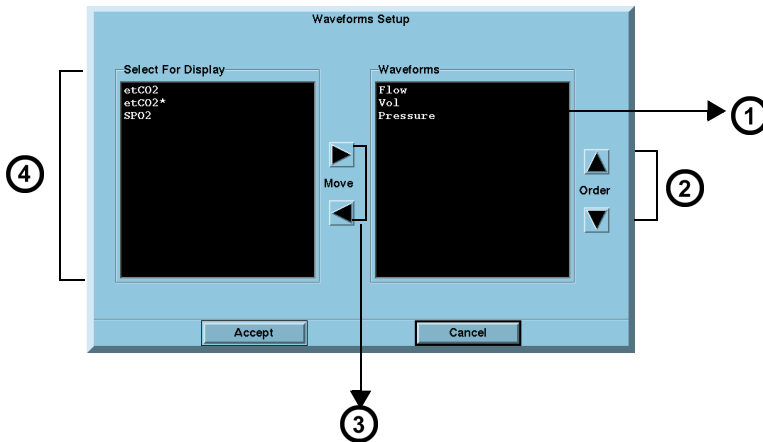 Waveforms Setup
Select For Display
etCO2
etCO2*
SPO2
Move
Waveforms
Flow
Vol
Pressure
Order
Accept
Cancel
1
2
3
4